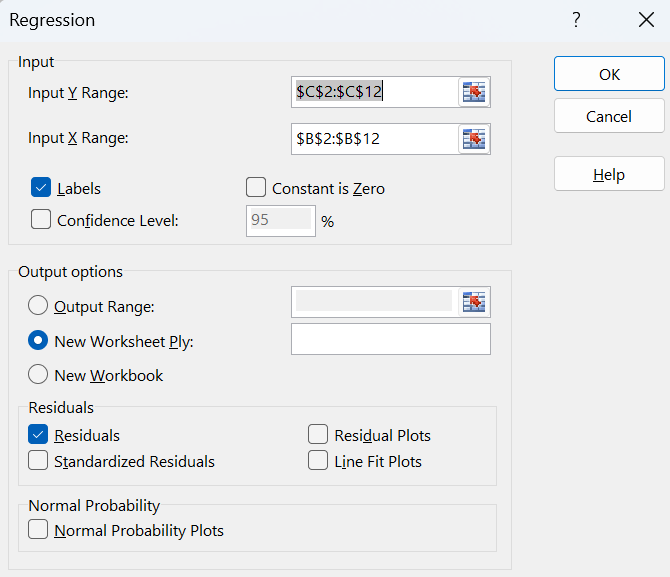 Regression ?
Input
Input Y Range: $C$2:$C$12
Input X Range: $B$2:$B$12
Labels Constant is Zero
Confidence Level: 95 %
OK
Cancel
Help
Output options
Output Range:
New Worksheet Ply:
New Workbook
Residuals
Residuals Residual Plots
Standardized Residuals Line Fit Plots
Normal Probability
Normal Probability Plots